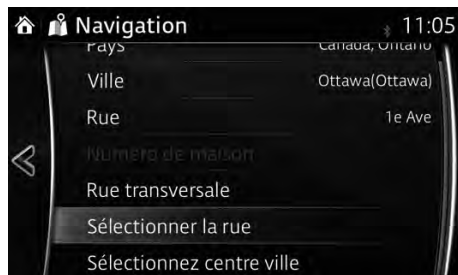 Navigation 11:05
Pays Canada, Ontario
Ville Ottawa(Ottawa)
Rue 1e Ave
Numéro de maison
Rue transversale
Sélectionner la rue
Sélectionnez centre ville